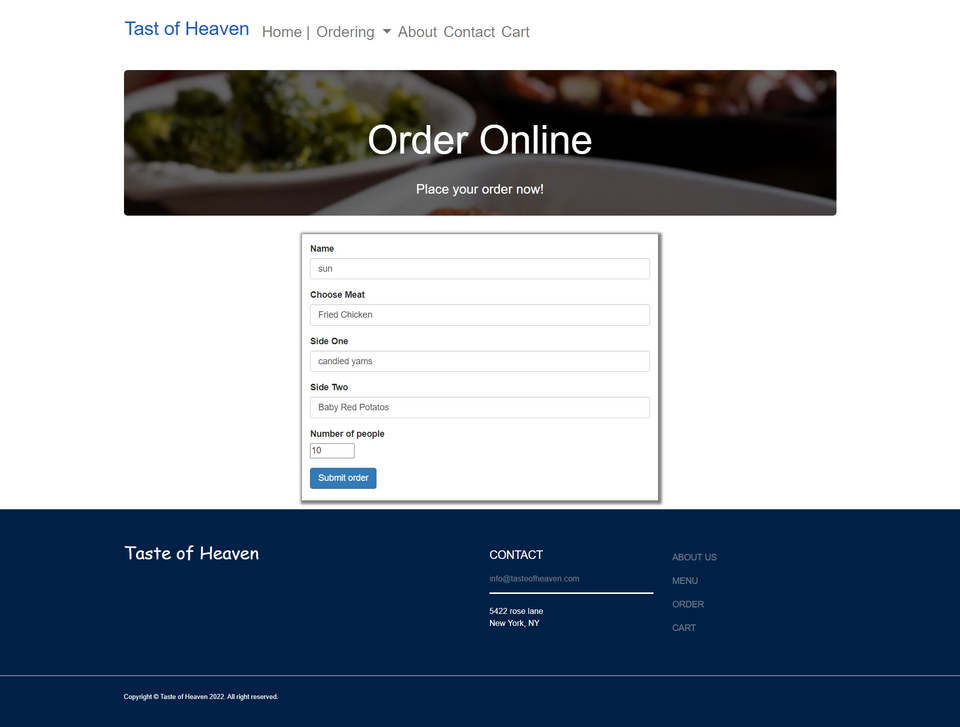 Tast of Heaven Home | Ordering About Contact Cart
Order Online
Place your order now!
Name
sun
Choose Meat
Fried Chicken
Side One
candied yams
Side Two
Baby Red Potatos
Number of people
10
Submit order
Taste of Heaven
CONTACT
info@tasteofheaven.com
5422 rose lane
New York, NY
ABOUT US
MENU
ORDER
CART
Copyright © Taste of Heaven 2022. All right reserved.